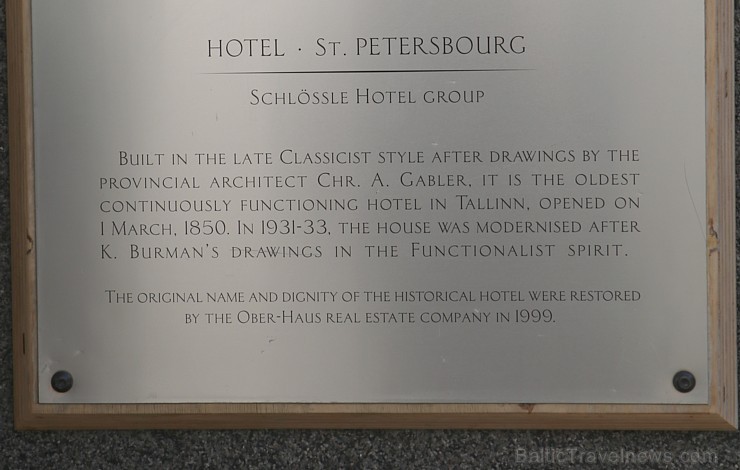 HOTEL · ST. PETERSBOURG
SCHLÖSSLE HOTEL GROUP
BUILT IN THE LATE CLASSICIST STYLE AFTER DRAWINGS BY THE
PROVINCIAL ARCHITECT CHR. A. GABLER, IT IS THE OLDEST
CONTINUOUSLY FUNCTIONING HOTEL IN TALLINN, OPENED ON
1 MARCH, 1850. IN 1931-33, THE HOUSE WAS MODERNISED AFTER
K. BURMAN'S DRAWINGS IN THE FUNCTIONALIST SPIRIT.
THE ORIGINAL NAME AND DIGNITY OF THE HISTORICAL HOTEL WERE RESTORED
BY THE OBER-HAUS REAL ESTATE COMPANY IN 1999.
BalticTravelnews.com